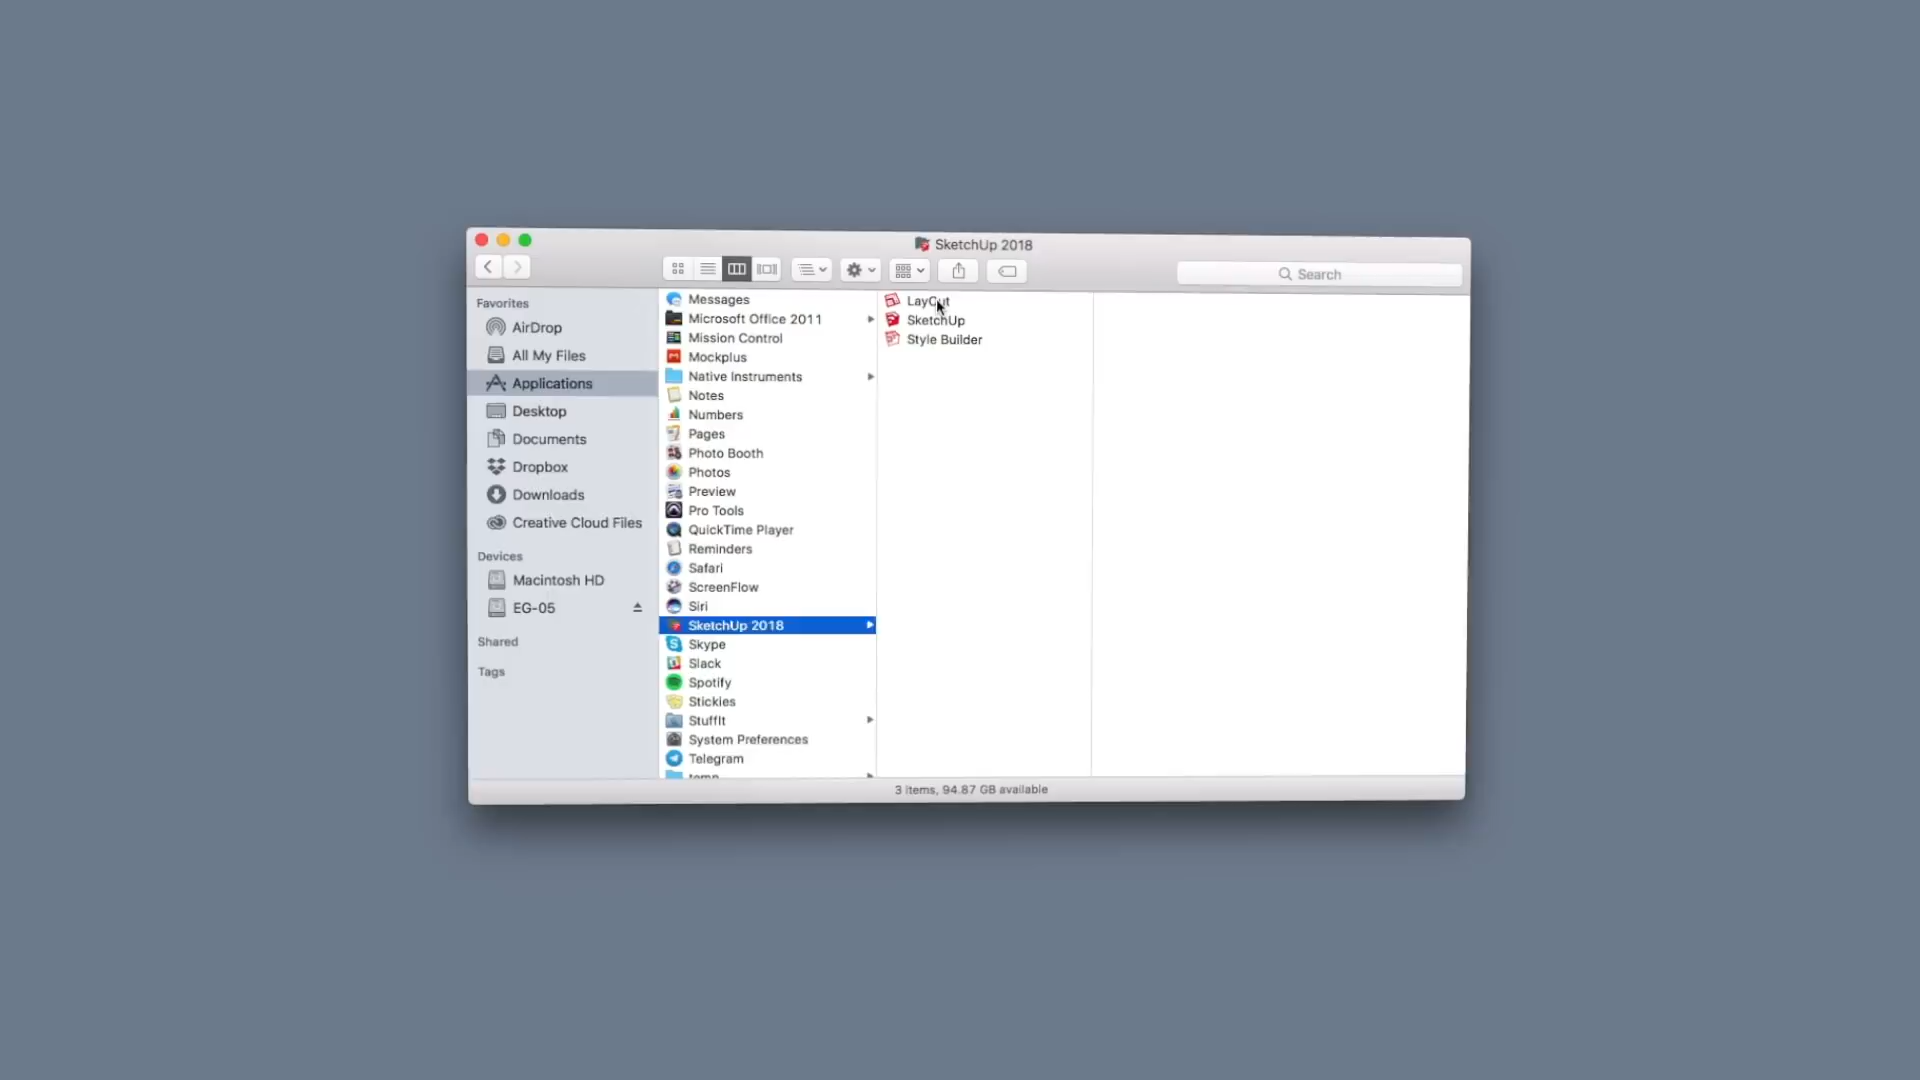 SketchUp 2018
Search
Favorites
AirDrop
All My Files
Applications
Desktop
Documents
Dropbox
Downloads
Creative Cloud Files
Devices
Macintosh HD
EG-05
Shared
Tags
Messages
Microsoft Office 2011
Mission Control
Mockplus
Native Instruments
Notes
Numbers
Pages
Photo Booth
Photos
Preview
Pro Tools
QuickTime Player
Reminders
Safari
ScreenFlow
Siri
SketchUp 2018
Skype
Slack
Spotify
Stickies
StuffIt
System Preferences
Telegram
temp
LayOut
SketchUp
Style Builder
3 items, 94.87 GB available